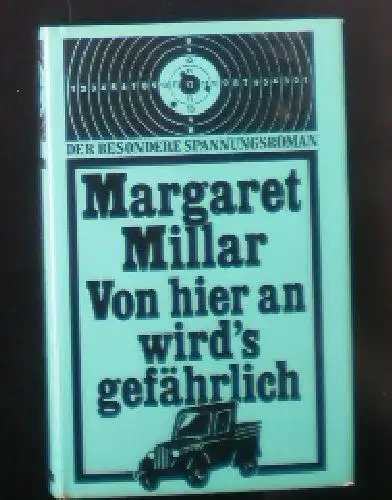 DER BESONDERE SPANNUNGSROMAN
Margaret
Millar
Von hier an
wird's
gefährlich